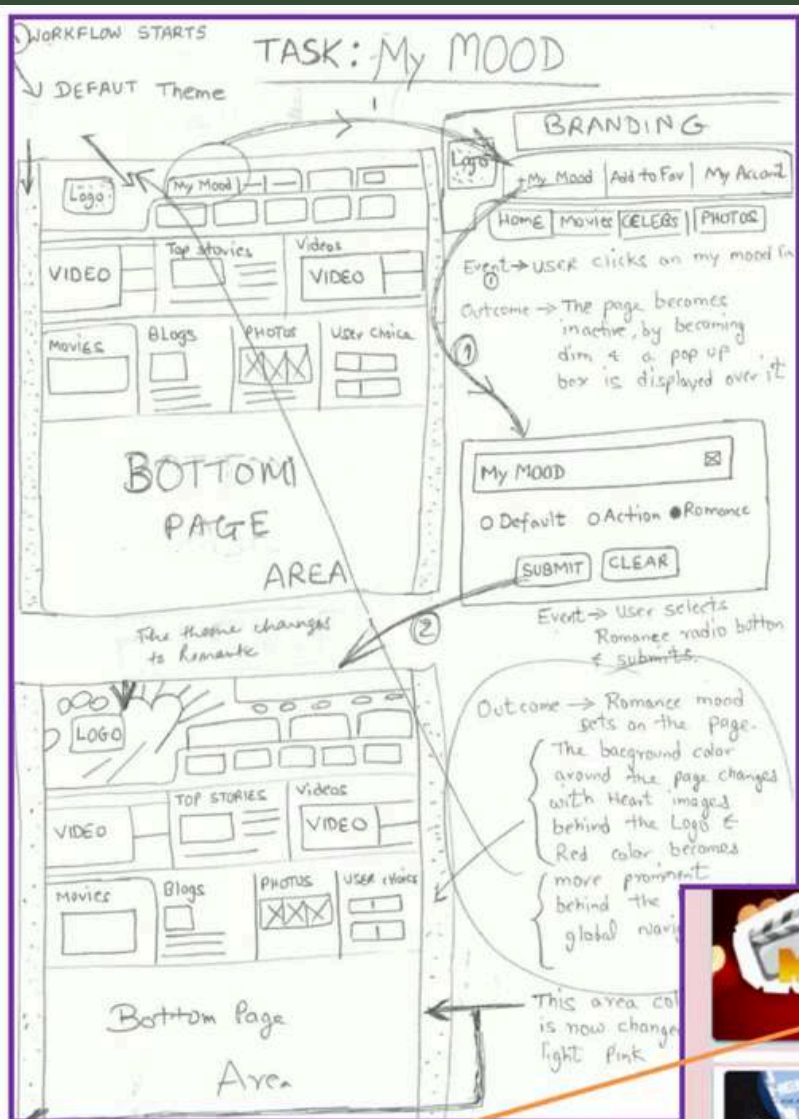 WORKFLOW STARTS
TASK: My MOOD
DEFAUT Theme
1
Logo
My Mood
VIDEO
Top stories
Videos
VIDEO
Movies
BLogs
PHOTOS
User Choice
BOTTOM
PAGE
AREA
BRANDING
Logo
My Mood
Add to Fav
My Account
HOME
Movies
CELEBS
PHOTOS
Event → USER clicks on my mood
1
Outcome → The page becomes
inactive, by becoming
dim & a pop up
box is displayed over it
1
My MOOD
Default Action Romance
SUBMIT CLEAR
Event → User selects
Romance radio button
& submits.
2
The theme changes
to Romantic
LOGO
VIDEO
TOP STORIES
Videos
VIDEO
Movies
Blogs
PHOTOS
USER choice
Bottom Page
Area
Outcome → Romance mood
sets on the page.
The bacground color
around the page changes
with Heart images
behind the Logo &
Red color becomes
more prominent
behind the
global
This area
is now
light Pink